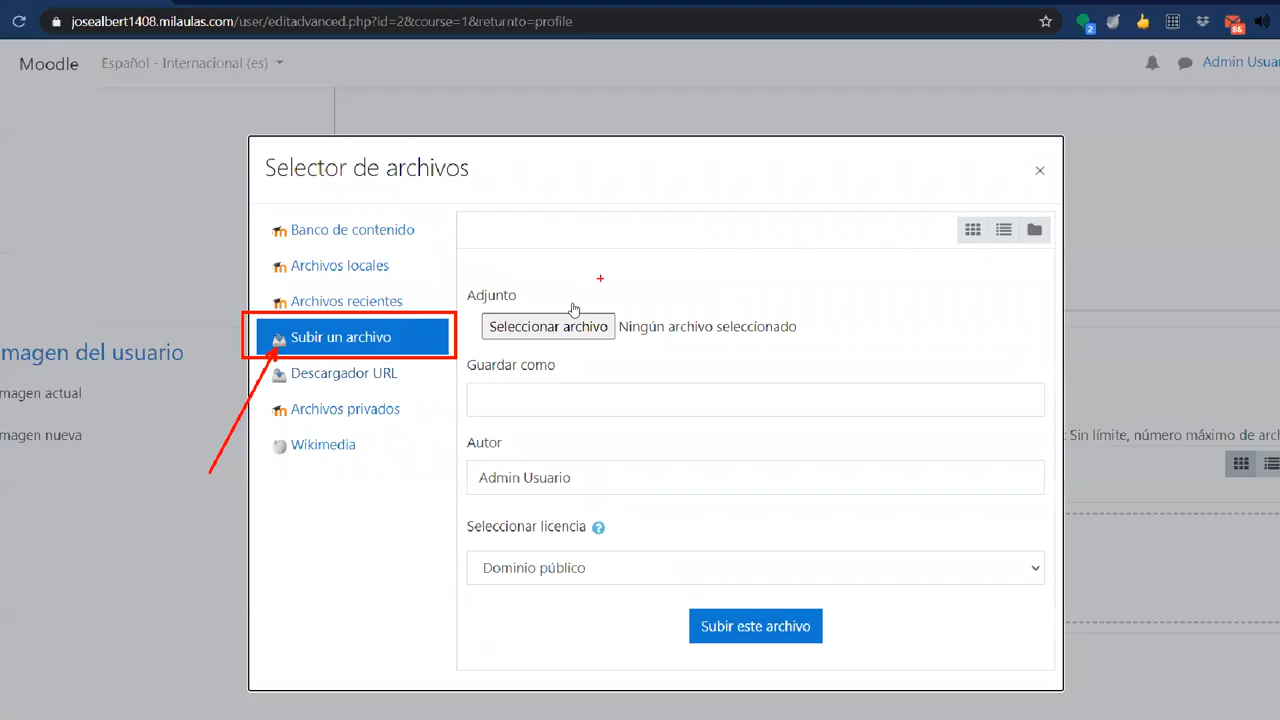 josealbert1408.milaulas.com/user/editadvanced.php?id=2&course=1&returnto=profile
2
86
Moodle
Español - Internacional (es)
Admin Usuar
Selector de archivos
×
Banco de contenido
Archivos locales
Archivos recientes
Subir un archivo
Descargador URL
Archivos privados
Wikimedia
Adjunto
Seleccionar archivo
Ningún archivo seleccionado
Guardar como
Autor
Admin Usuario
Seleccionar licencia
?
Dominio público
Subir este archivo
magen del usuario
magen actual
magen nueva
: Sin límite, número máximo de arch